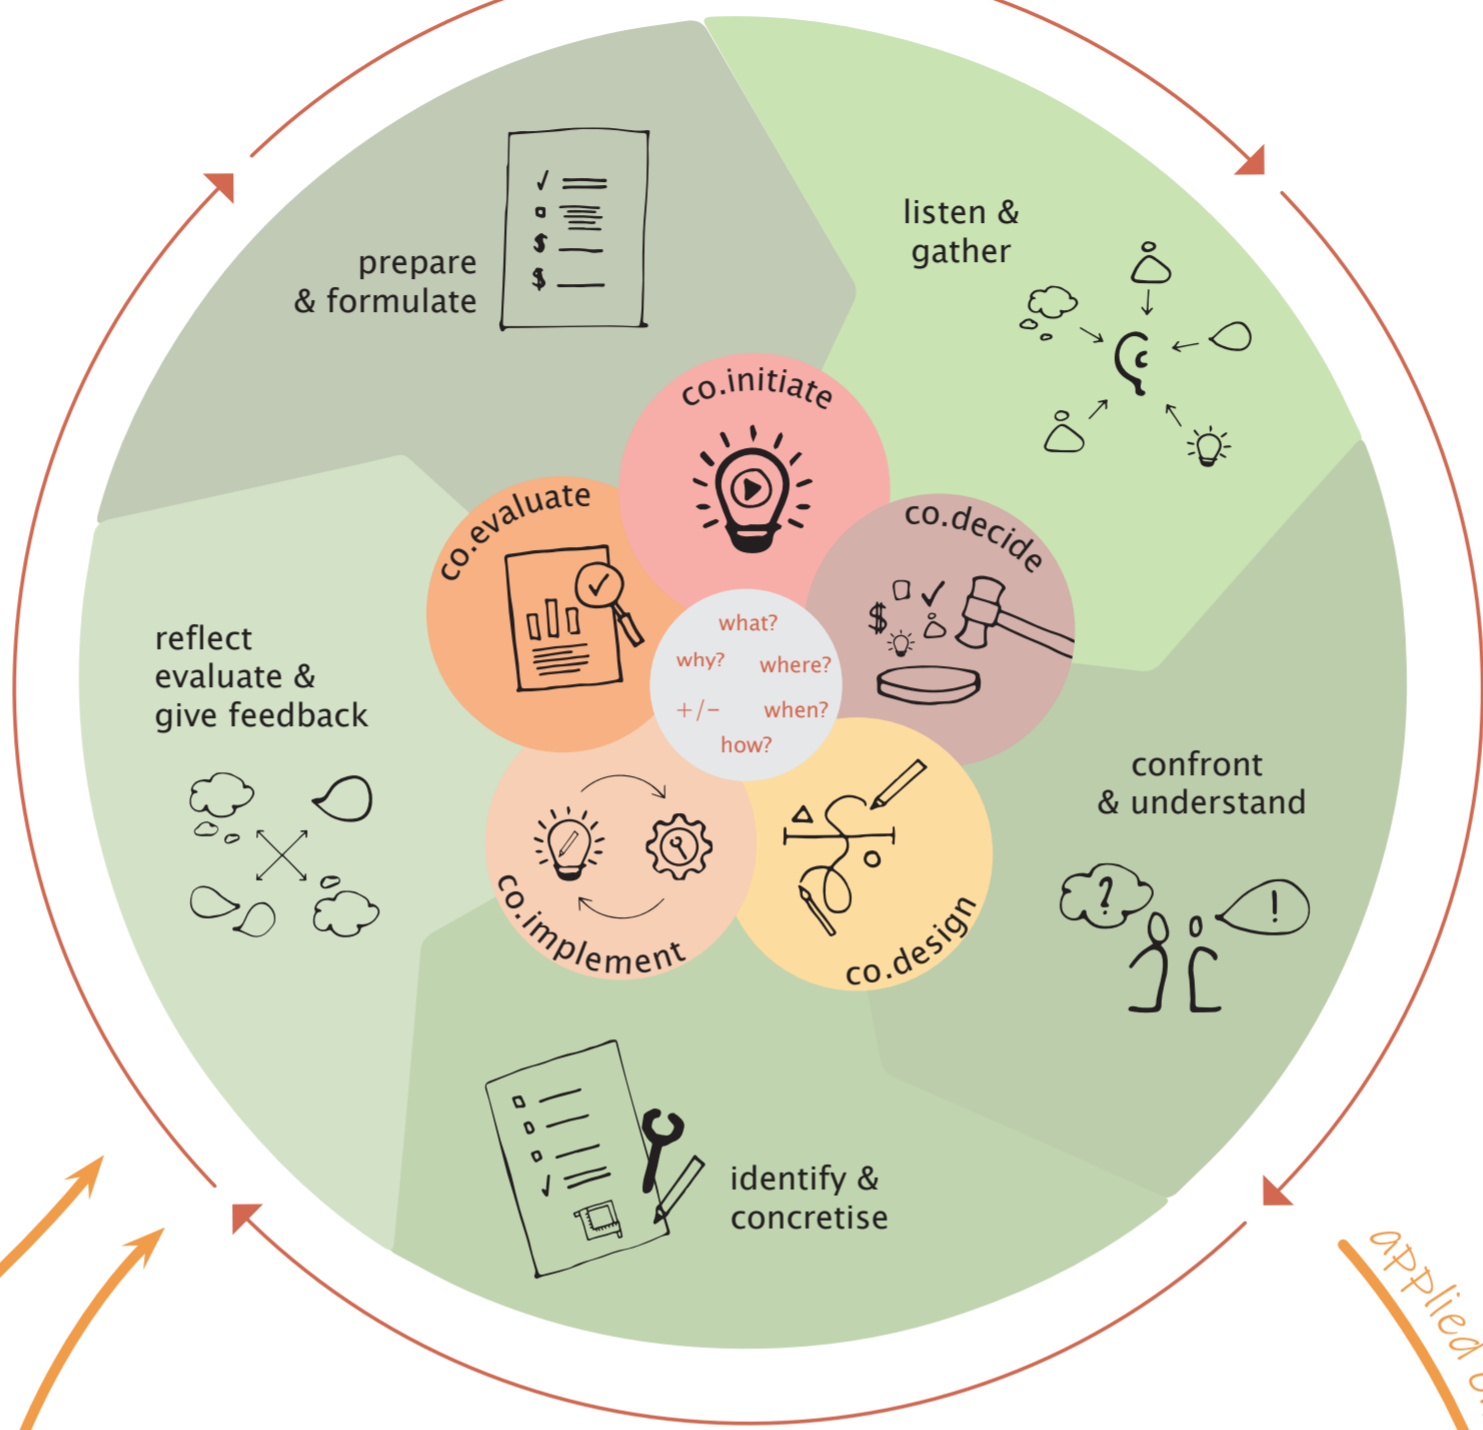 prepare
& formulate
listen &
gather
co.initiate
co.evaluate
co.decide
what?
why?
where?
+/−
when?
how?
reflect
evaluate &
give feedback
confront
& understand
?
!
co.implement
co.design
identify &
concretise
applied